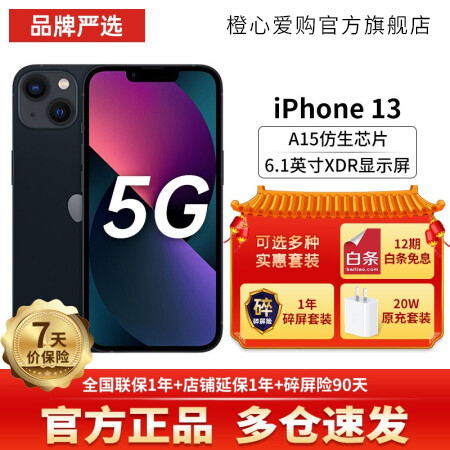 品牌严选
橙心爱购官方旗舰店
iPhone 13
A15仿生芯片
6.1英寸XDR显示屏
5G
可选多种
实惠套装
白条
baitiao.com
12期
白条免息
碎
碎屏险
1年
碎屏套装
20W
原充套装
7天
价保险
全国联保1年+店铺延保1年+碎屏险90天
官方正品 多仓速发